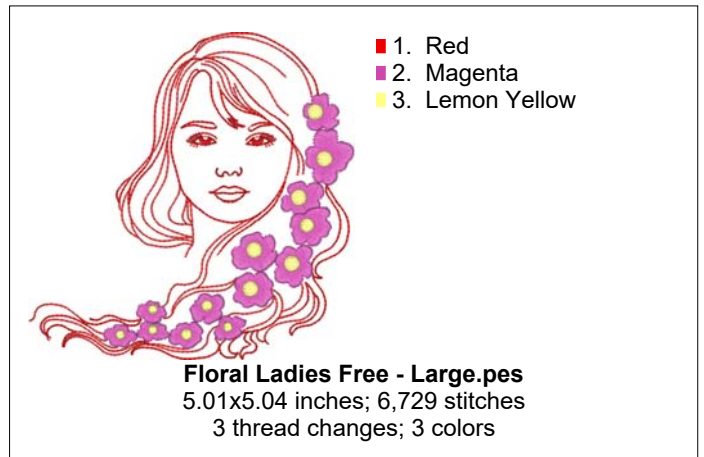 1. Red
2. Magenta
3. Lemon Yellow
Floral Ladies Free - Large.pes
5.01x5.04 inches; 6,729 stitches
3 thread changes; 3 colors